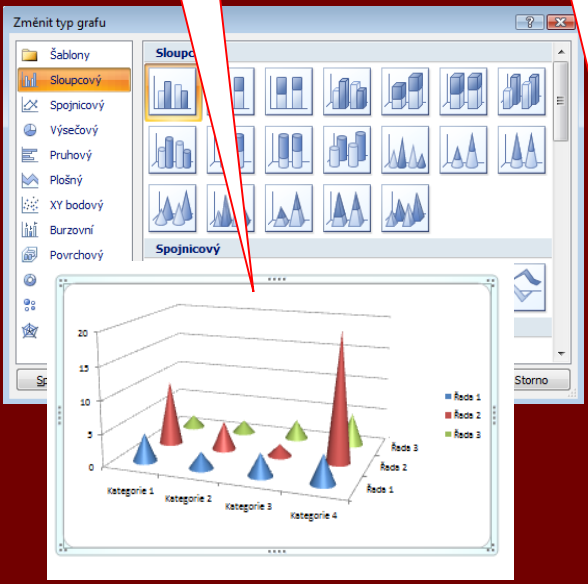 Změnit typ grafu
Šablony
Sloupcový
Spojnicový
Výsečový
Pruhový
Plošný
XY bodový
Burzovní
Povrchový
Spojnicový
Storno
20
15
10
5
0
Kategorie 1
Kategorie 2
Kategorie 3
Kategorie 4
Řada 1
Řada 2
Řada 3
Řada 1
Řada 2
Řada 3